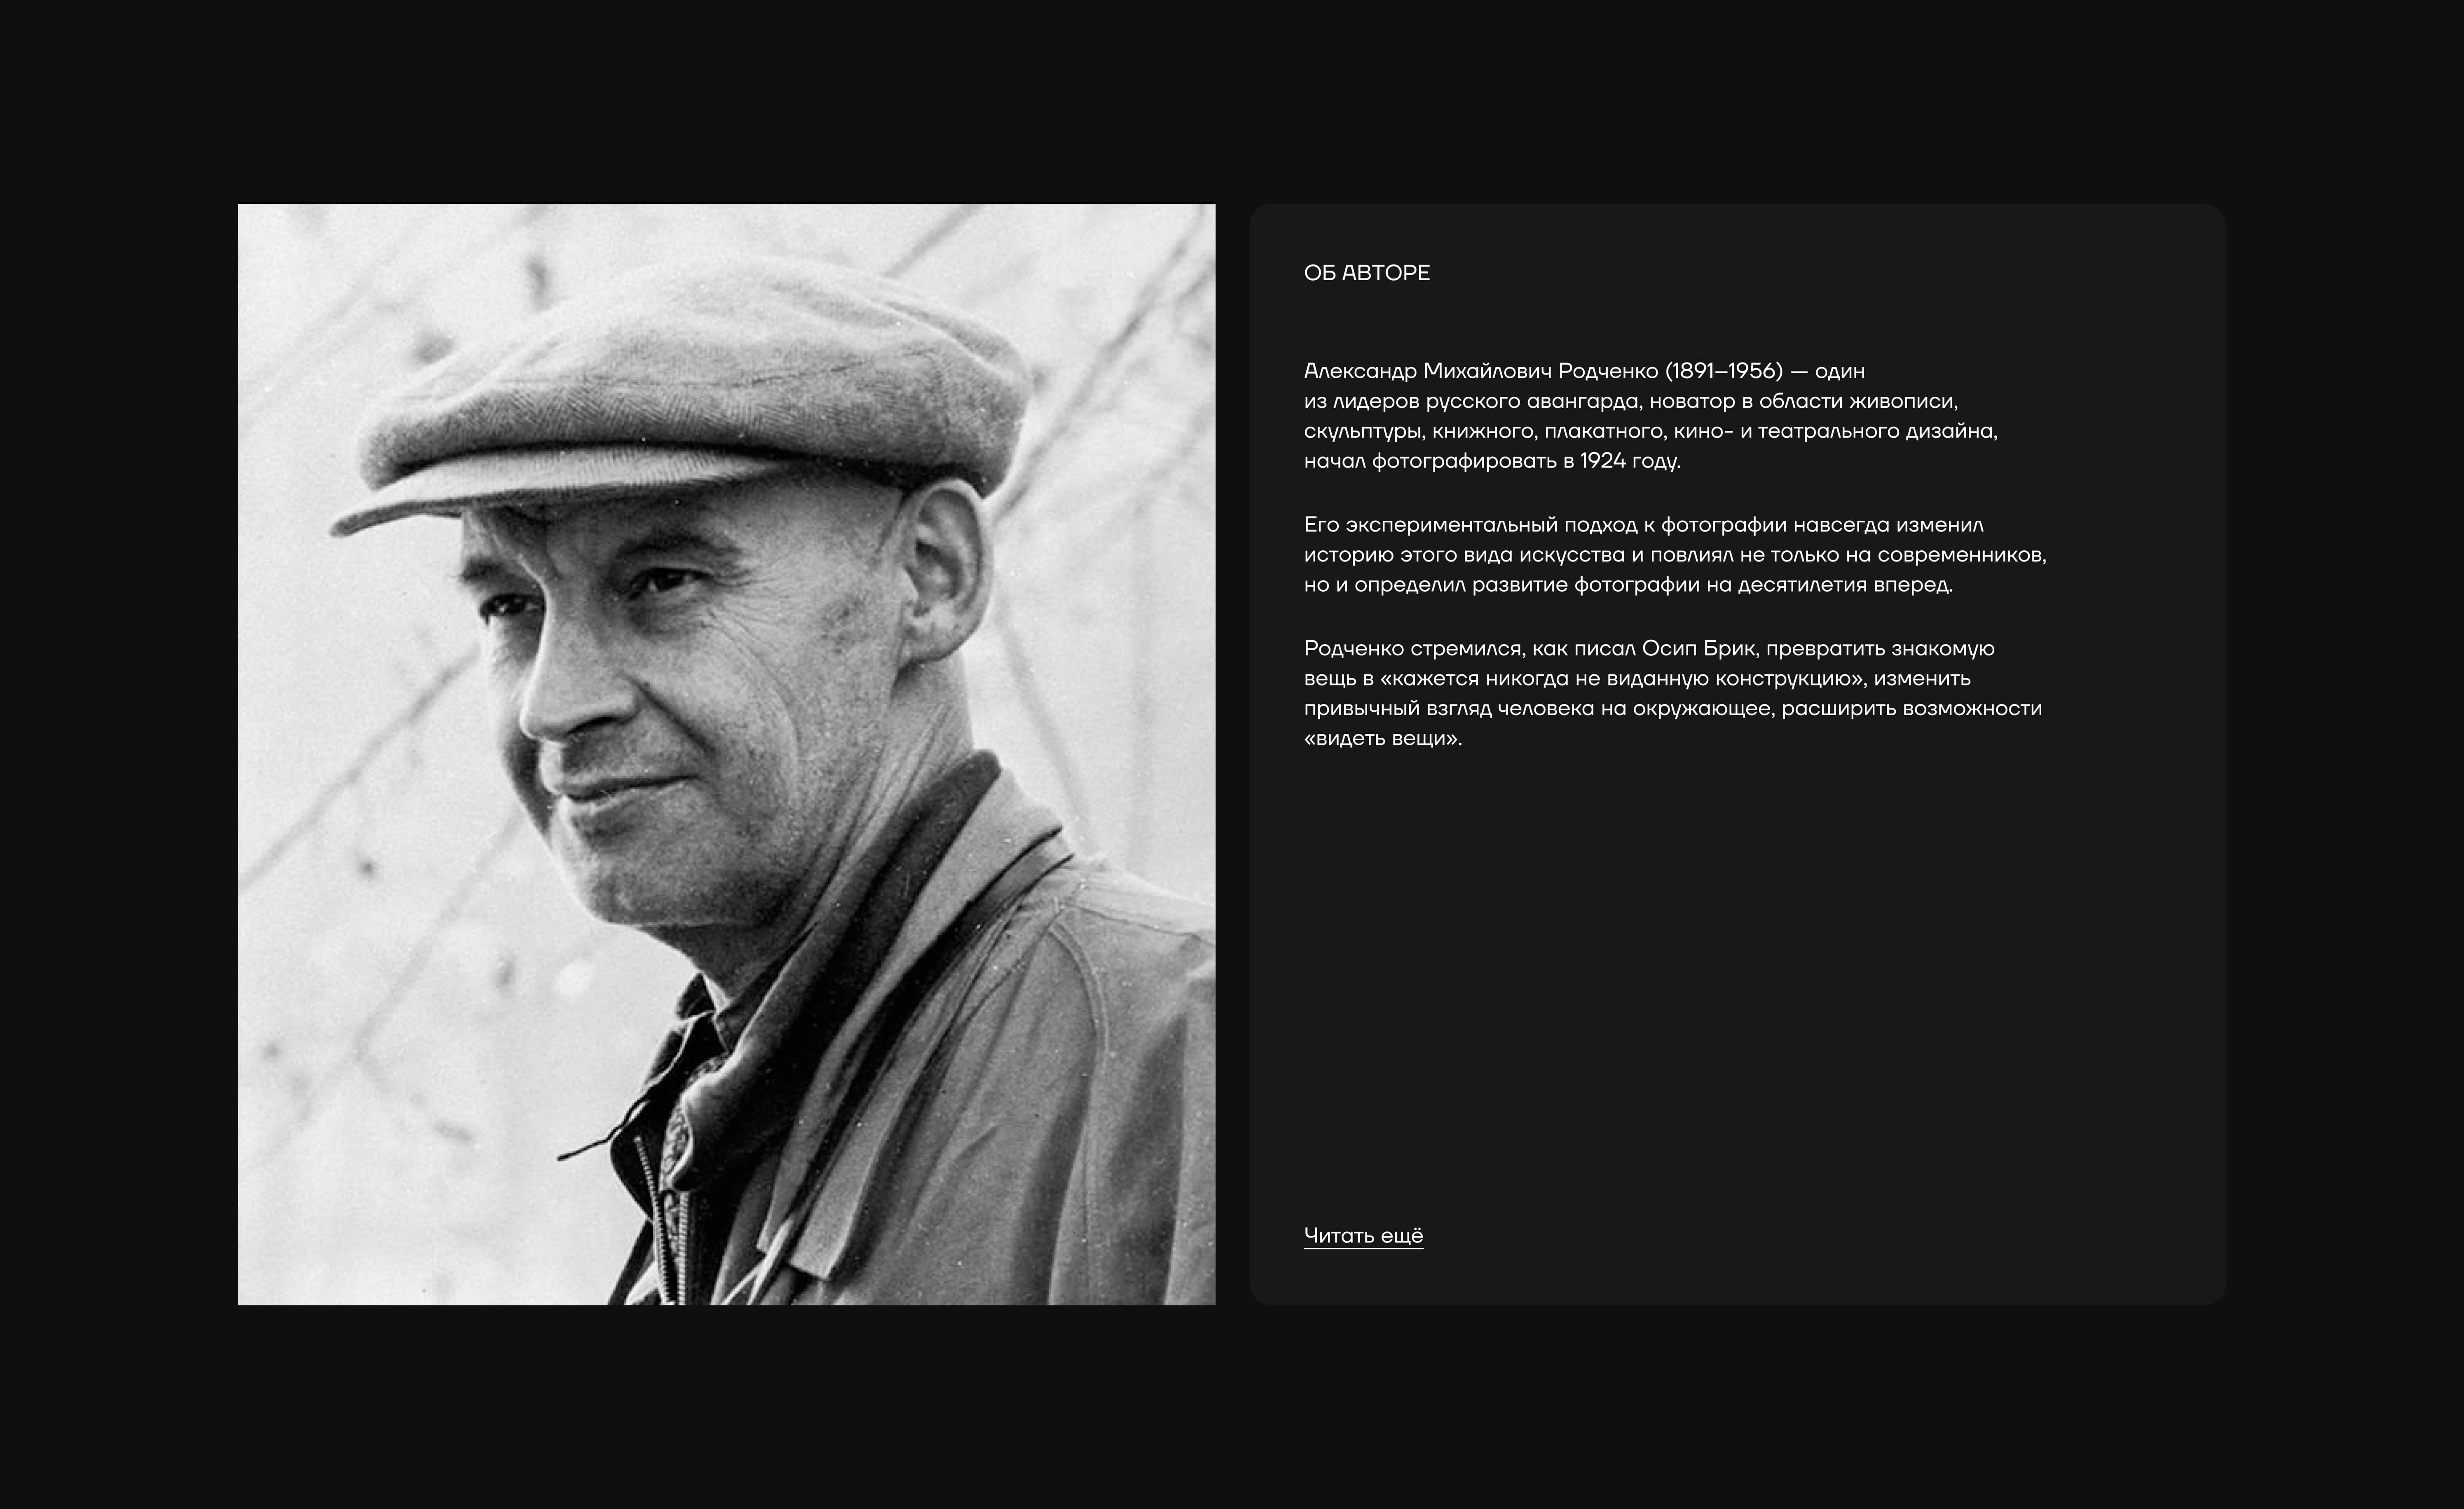 ОБ АВТОРЕ
Александр Михайлович Родченко (1891–1956) — один
из лидеров русского авангарда, новатор в области живописи,
скульптуры, книжного, плакатного, кино- и театрального дизайна,
начал фотографировать в 1924 году.
Его экспериментальный подход к фотографии навсегда изменил
историю этого вида искусства и повлиял не только на современников,
но и определил развитие фотографии на десятилетия вперед.
Родченко стремился, как писал Осип Брик, превратить знакомую
вещь в «кажется никогда не виданную конструкцию», изменить
привычный взгляд человека на окружающее, расширить возможности
«видеть вещи».
Читать ещё